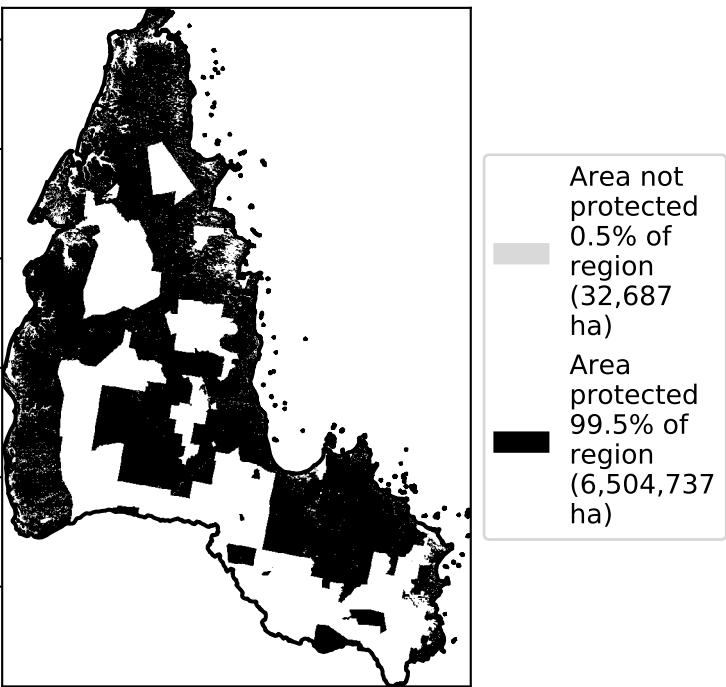 Area not
protected
0.5% of
region
(32,687
ha)
Area
protected
99.5% of
region
(6,504,737
ha)